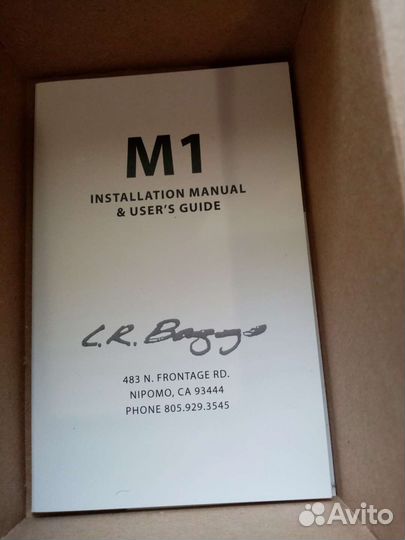 M1
INSTALLATION MANUAL
& USER'S GUIDE
L.R. Baggs
483 N. FRONTAGE RD.
NIPOMO, CA 93444
PHONE 805.929.3545
Avito